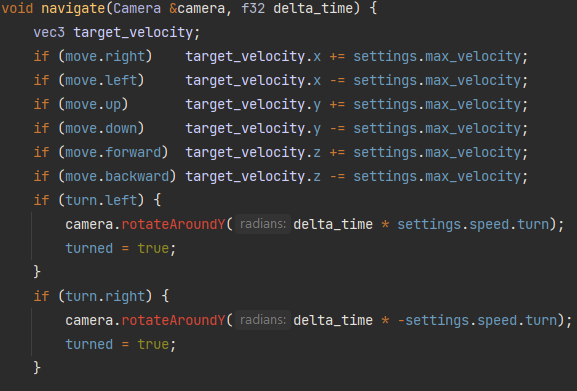 void navigate(Camera &camera, f32 delta_time) {
    vec3 target_velocity;
    if (move.right)    target_velocity.x += settings.max_velocity;
    if (move.left)     target_velocity.x -= settings.max_velocity;
    if (move.up)       target_velocity.y += settings.max_velocity;
    if (move.down)     target_velocity.y -= settings.max_velocity;
    if (move.forward)  target_velocity.z += settings.max_velocity;
    if (move.backward) target_velocity.z -= settings.max_velocity;
    if (turn.left) {
        camera.rotateAroundY( radians: delta_time * settings.speed.turn);
        turned = true;
    }
    if (turn.right) {
        camera.rotateAroundY( radians: delta_time * -settings.speed.turn);
        turned = true;
    }